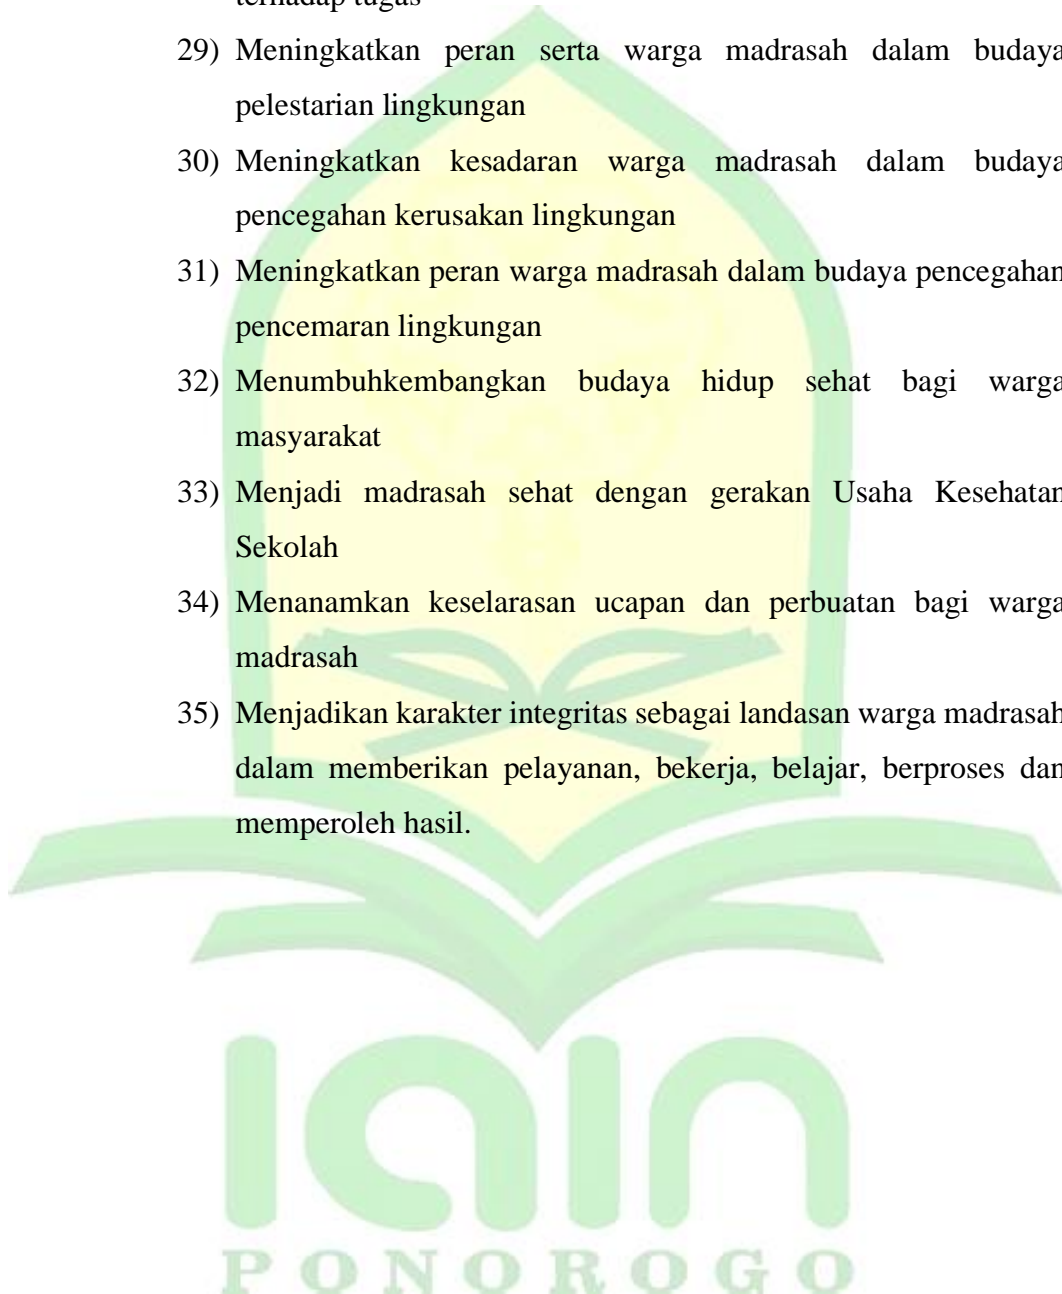 terhadap tugas
29) Meningkatkan peran serta warga madrasah dalam budaya
pelestarian lingkungan
30) Meningkatkan kesadaran warga madrasah dalam budaya
pencegahan kerusakan lingkungan
31) Meningkatkan peran warga madrasah dalam budaya pencegahan
pencemaran lingkungan
32) Menumbuhkembangkan budaya hidup sehat bagi warga
masyarakat
33) Menjadi madrasah sehat dengan gerakan Usaha Kesehatan
Sekolah
34) Menanamkan keselarasan ucapan dan perbuatan bagi warga
madrasah
35) Menjadikan karakter integritas sebagai landasan warga madrasah
dalam memberikan pelayanan, bekerja, belajar, berproses dan
memperoleh hasil.
iain
PONOROGO